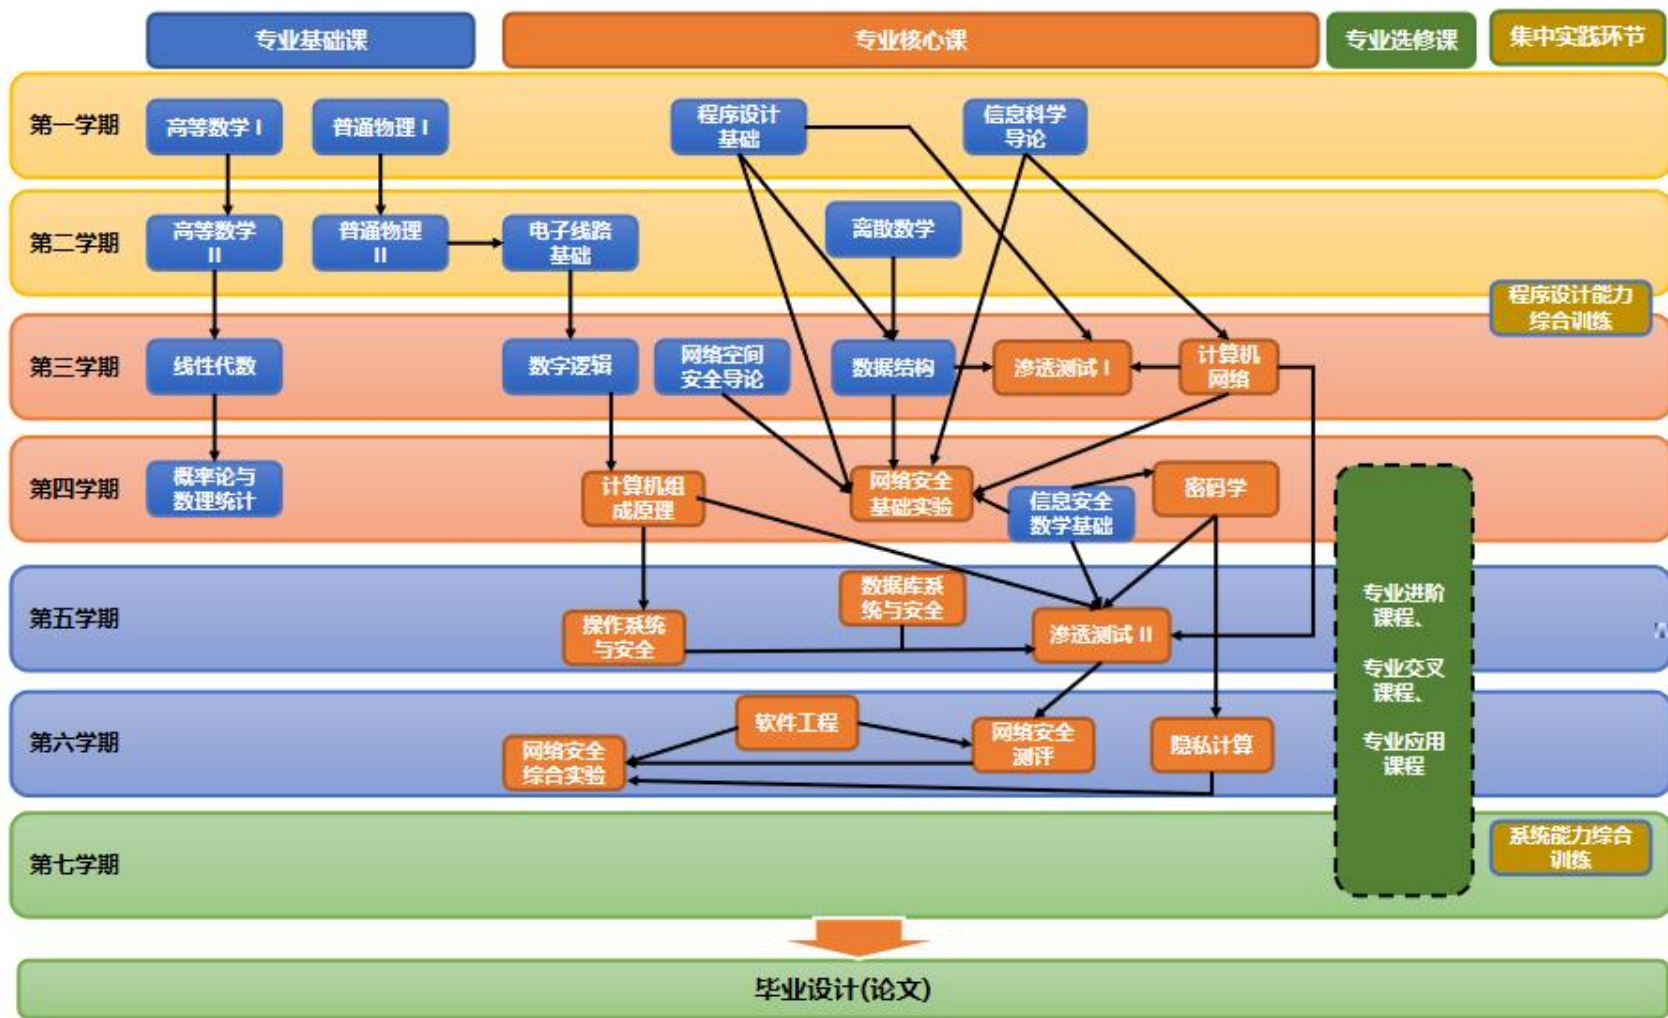 专业基础课
专业核心课
专业选修课
集中实践环节
第一学期
高等数学 I
普通物理 I
程序设计
基础
信息科学
导论
第二学期
高等数学
II
普通物理
II
电子线路
基础
离散数学
程序设计能力
综合训练
第三学期
线性代数
数字逻辑
网络空间
安全导论
数据结构
渗透测试 I
计算机
网络
第四学期
概率论与
数理统计
计算机组
成原理
网络安全
基础实验
信息安全
数学基础
密码学
第五学期
操作系统
与安全
数据库系
统与安全
渗透测试 II
专业进阶
课程、
专业交叉
课程、
专业应用
课程
第六学期
网络安全
综合实验
软件工程
网络安全
测评
隐私计算
第七学期
系统能力综合
训练
毕业设计(论文)